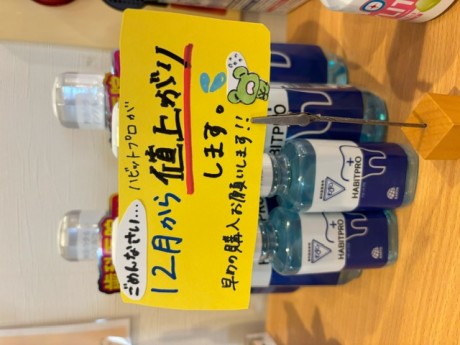 ごめんなさい…
ハビットプロが
12月から
値上がり
します。
早めの購入お願いします!!
HABITPRO
HABITPRO